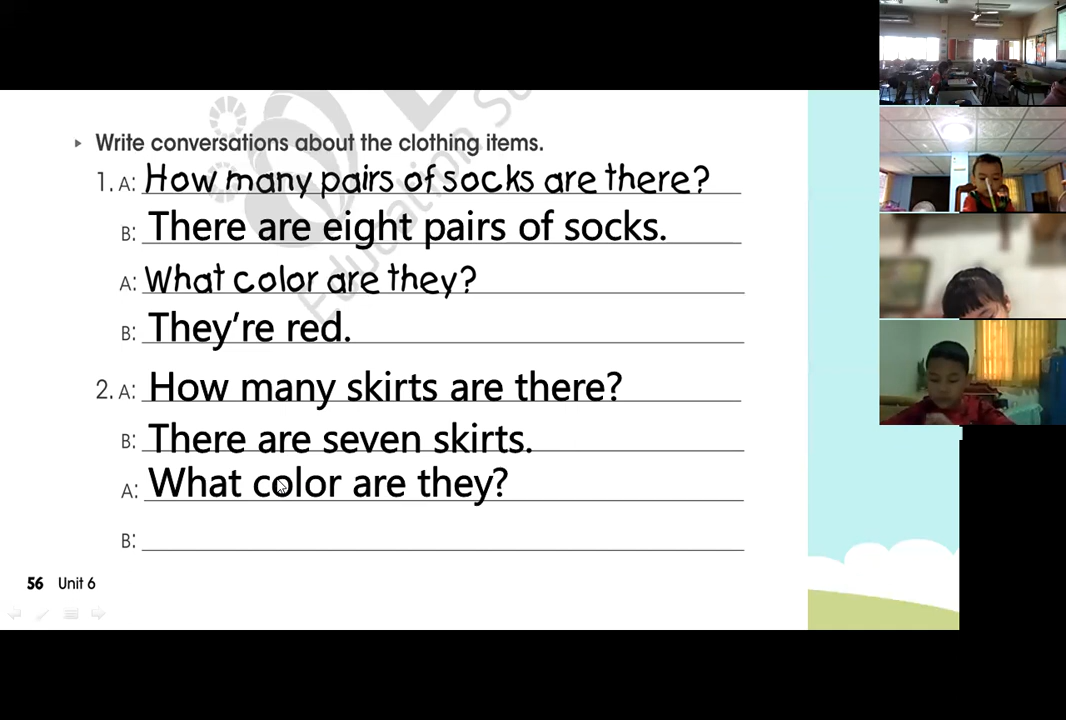 Write conversations about the clothing items.
1. A: How many pairs of socks are there?
B: There are eight pairs of socks.
A: What color are they?
B: They're red.
2. A: How many skirts are there?
B: There are seven skirts.
A: What color are they?
B:
56 Unit 6